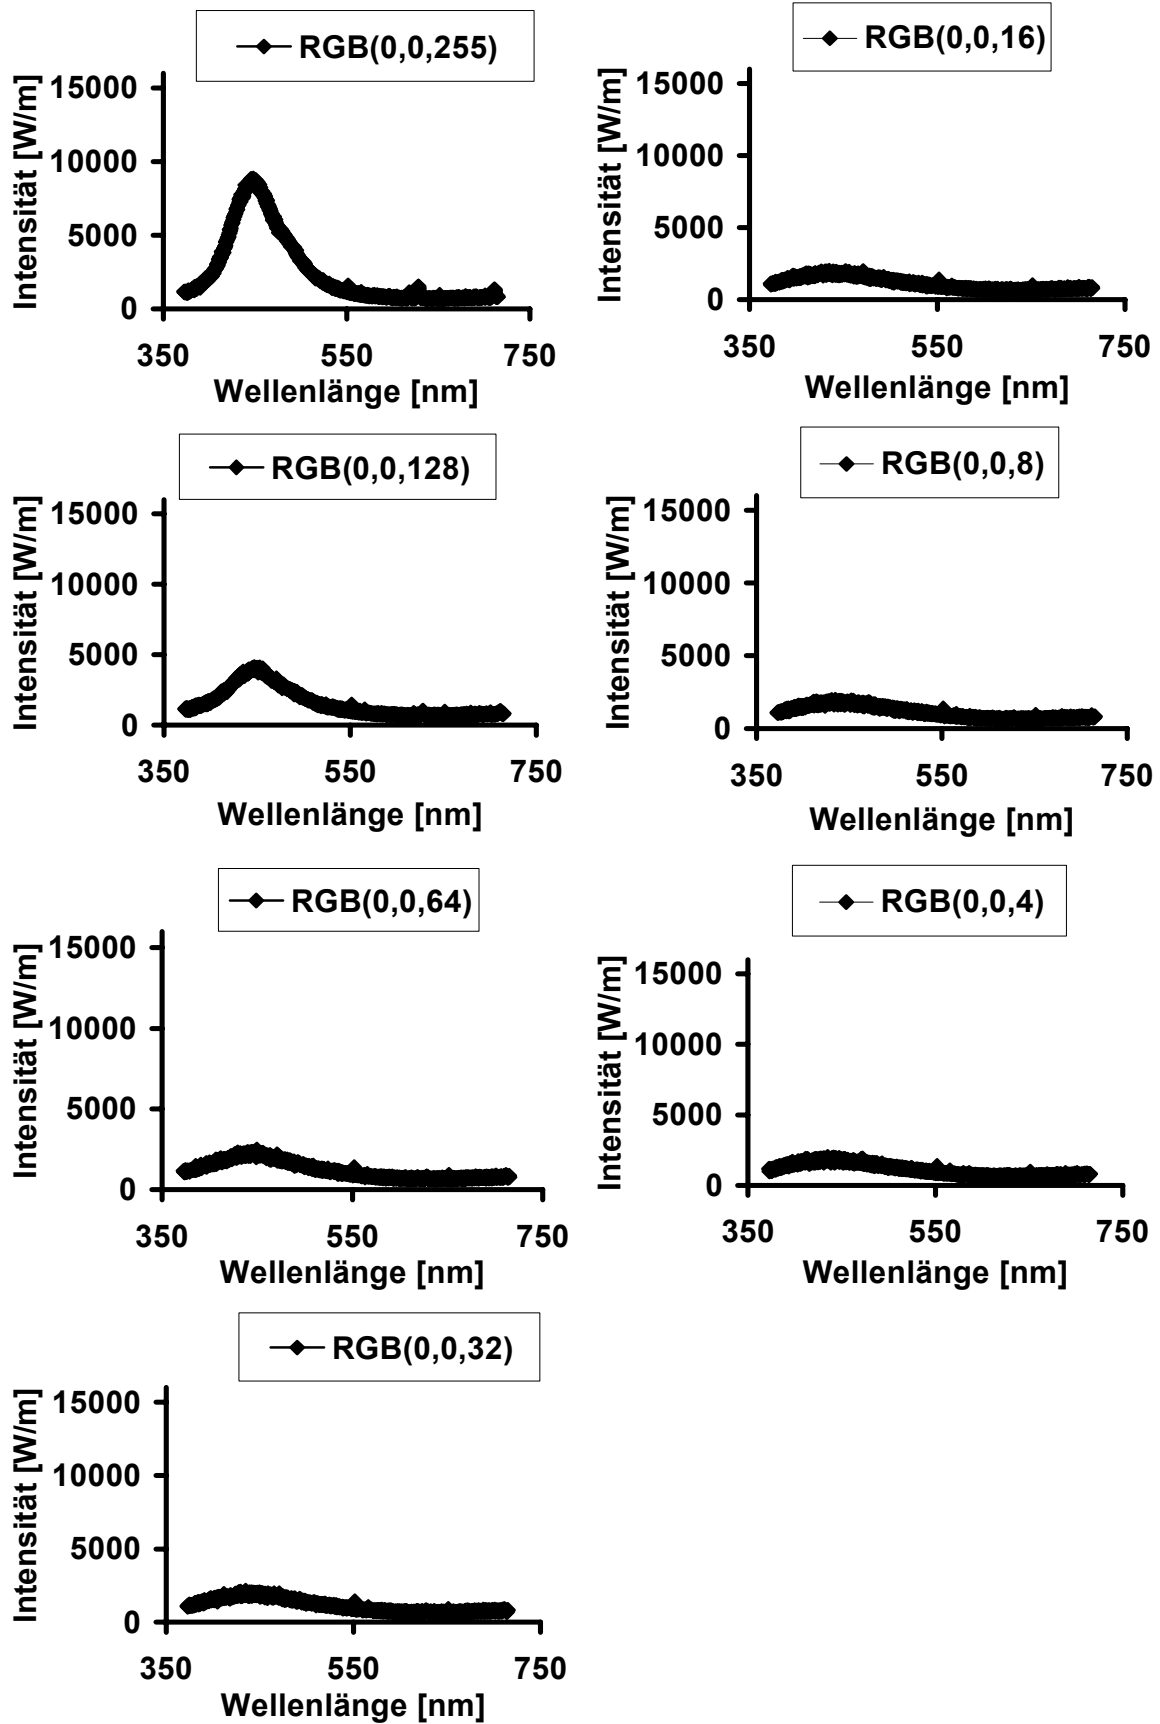 RGB(0,0,255)
Intensität [W/m]
15000
10000
5000
0
350 550 750
Wellenlänge [nm]
RGB(0,0,16)
Intensität [W/m]
15000
10000
5000
0
350 550 750
Wellenlänge [nm]
RGB(0,0,128)
Intensität [W/m]
15000
10000
5000
0
350 550 750
Wellenlänge [nm]
RGB(0,0,8)
Intensität [W/m]
15000
10000
5000
0
350 550 750
Wellenlänge [nm]
RGB(0,0,64)
Intensität [W/m]
15000
10000
5000
0
350 550 750
Wellenlänge [nm]
RGB(0,0,4)
Intensität [W/m]
15000
10000
5000
0
350 550 750
Wellenlänge [nm]
RGB(0,0,32)
Intensität [W/m]
15000
10000
5000
0
350 550 750
Wellenlänge [nm]